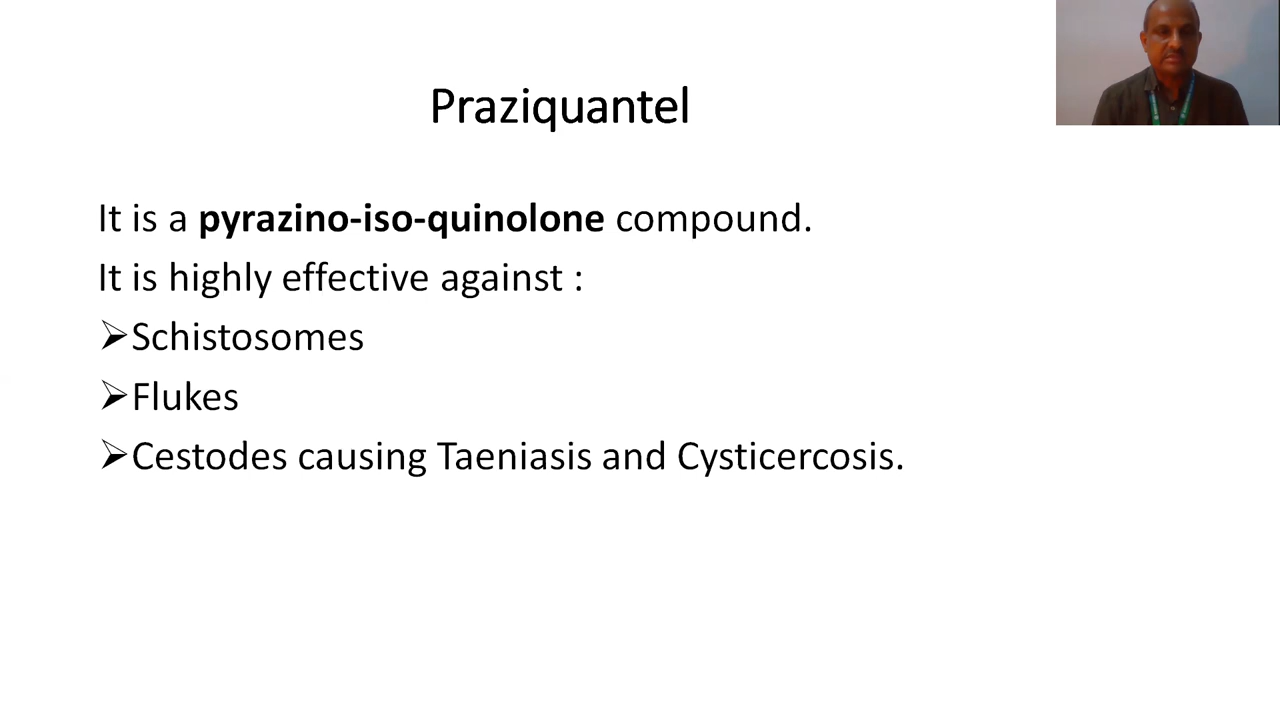 Praziquantel
It is a pyrazino-iso-quinolone compound.
It is highly effective against :
➢Schistosomes
➢Flukes
➢Cestodes causing Taeniasis and Cysticercosis.